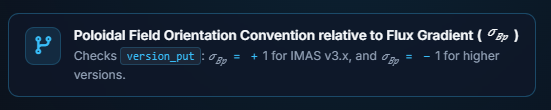 Poloidal Field Orientation Convention relative to Flux Gradient ( σBp )
Checks version_put: σBp = + 1 for IMAS v3.x, and σBp = − 1 for higher
versions.